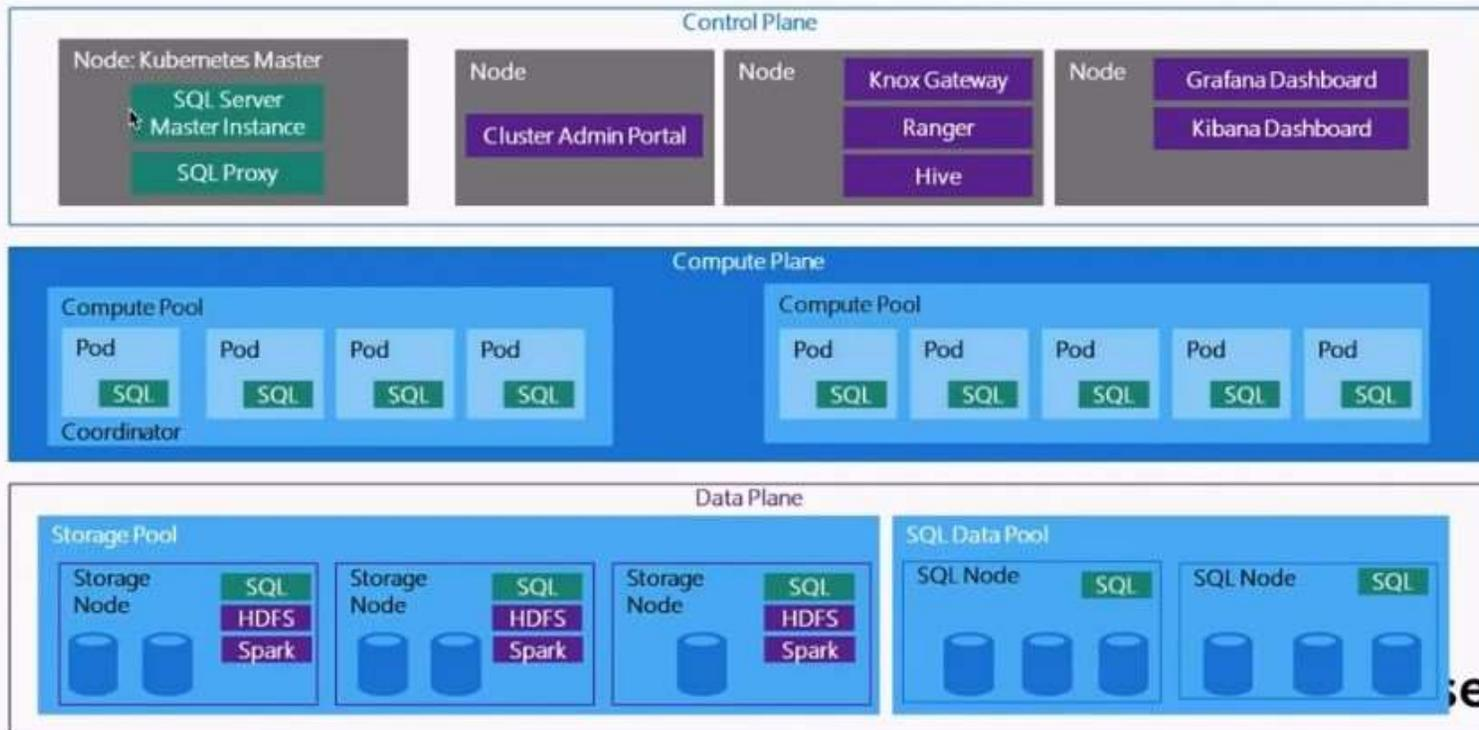 Control Plane
Node: Kubernetes Master
SQL Server
Master Instance
SQL Proxy
Node
Cluster Admin Portal
Node
Knox Gateway
Ranger
Hive
Node
Grafana Dashboard
Kibana Dashboard
Compute Plane
Compute Pool
Pod
SQL
Pod
SQL
Pod
SQL
Pod
SQL
Coordinator
Compute Pool
Pod
SQL
Pod
SQL
Pod
SQL
Pod
SQL
Pod
SQL
Data Plane
Storage Pool
Storage
Node
SQL
HDFS
Spark
Storage
Node
SQL
HDFS
Spark
Storage
Node
SQL
HDFS
Spark
SQL Data Pool
SQL Node
SQL
SQL Node
SQL